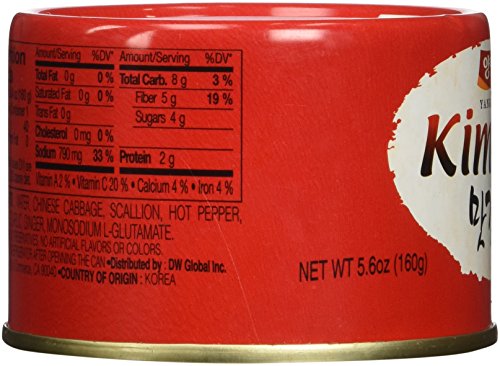 Amount/Serving %DV* Amount/Serving %DV*
Total Fat 0g 0% Total Carb. 8g 3%
Saturated Fat 0g 0% Fiber 5g 19%
Trans Fat 0g Sugars 4g
Cholesterol 0mg 0%
Sodium 790mg 33% Protein 2g
Vitamin A 2% • Vitamin C 20% • Calcium 4% • Iron 4%
CHINESE CABBAGE, SCALLION, HOT PEPPER,
GINGER, MONOSODIUM L-GLUTAMATE.
NO ARTIFICIAL FLAVORS OR COLORS.
AFTER OPENING THE CAN •Distributed by : DW Global Inc.
CA 90040 •COUNTRY OF ORIGIN : KOREA
Kim
NET WT 5.6oz (160g)